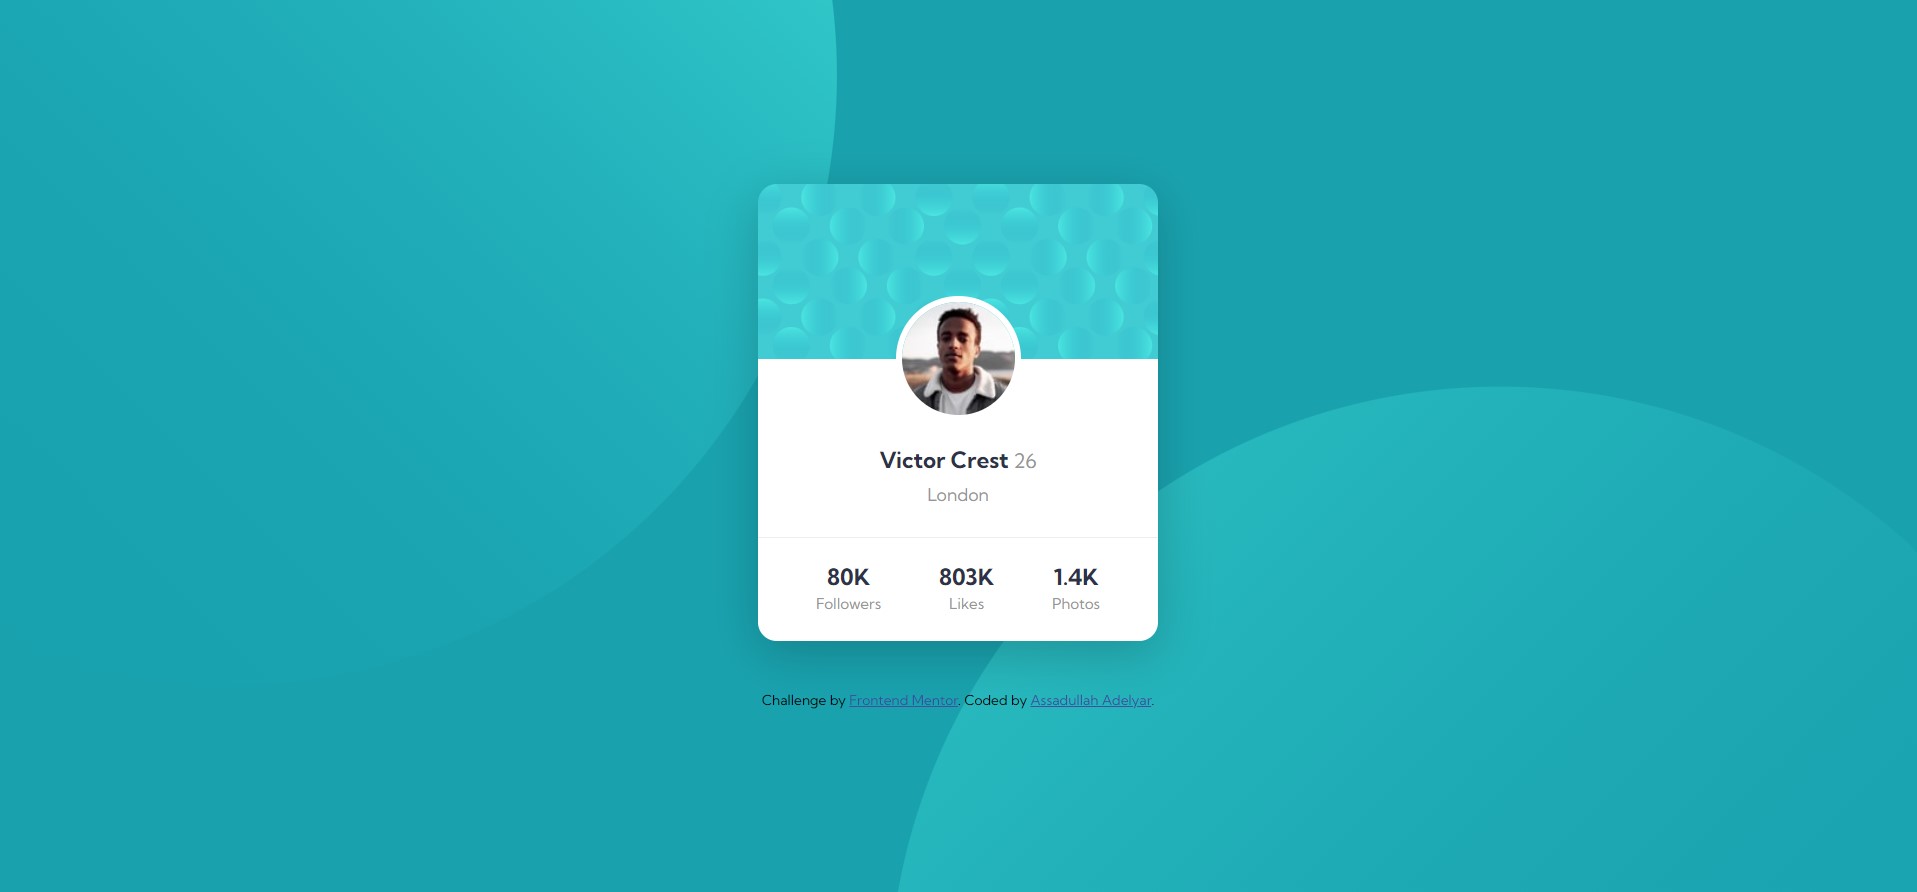 Victor Crest 26
London
80K 803K 1.4K
Followers Likes Photos
Challenge by Frontend Mentor. Coded by Assadullah Adelyar.